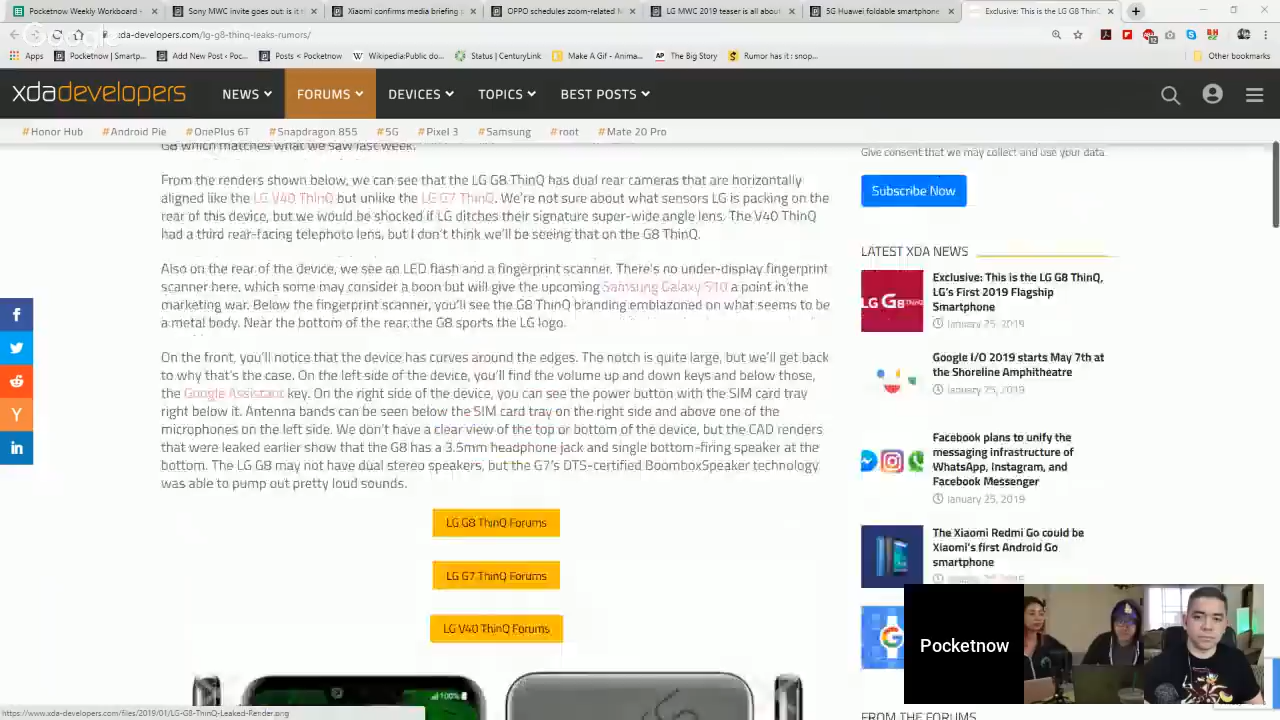 Pocketnow Weekly Workbook
Sony MWC invite goes out: is it t
Xiaomi confirms media briefing
OPPO schedules zoom-related M
LG MWC 2019 teaser is all about
5G Huawei foldable smartphone
Exclusive: This is the LG G8 ThinQ
xda-developers.com/lg-g8-thinq-leaks-rumors/
Google
Apps
Pocketnow | Smartp...
Add New Post ‹ Poc...
Posts ‹ Pocketnow
Wikipedia:Public do...
Status | CenturyLink
Make A Gif - Anima...
AP The Big Story
Rumor has it : snop...
Other bookmarks
xdadevelopers
NEWS
FORUMS
DEVICES
TOPICS
BEST POSTS
#Honor Hub #Android Pie #OnePlus 6T #Snapdragon 855 #5G #Pixel 3 #Samsung #root #Mate 20 Pro
G8 which matches what we saw last week.
From the renders shown below, we can see that the LG G8 ThinQ has dual rear cameras that are horizontally
aligned like the LG V40 ThinQ but unlike the LG G7 ThinQ. We're not sure about what sensors LG is packing on the
rear of this device, but we would be shocked if LG ditches their signature super-wide angle lens. The V40 ThinQ
had a third rear-facing telephoto lens, but I don't think we'll be seeing that on the G8 ThinQ.
Also on the rear of the device, we see an LED flash and a fingerprint scanner. There's no under-display fingerprint
scanner here, which some may consider a boon but will give the upcoming Samsung Galaxy S10 a point in the
marketing war. Below the fingerprint scanner, you'll see the G8 ThinQ branding emblazoned on what seems to be
a metal body. Near the bottom of the rear, the G8 sports the LG logo.
On the front, you'll notice that the device has curves around the edges. The notch is quite large, but we'll get back
to why that's the case. On the left side of the device, you'll find the volume up and down keys and below those,
the Google Assistant key. On the right side of the device, you can see the power button with the SIM card tray
right below it. Antenna bands can be seen below the SIM card tray on the right side and above one of the
microphones on the left side. We don't have a clear view of the top or bottom of the device, but the CAD renders
that were leaked earlier show that the G8 has a 3.5mm headphone jack and single bottom-firing speaker at the
bottom. The LG G8 may not have dual stereo speakers, but the G7's DTS-certified BoomboxSpeaker technology
was able to pump out pretty loud sounds.
LG G8 ThinQ Forums
LG G7 ThinQ Forums
LG V40 ThinQ Forums
100%
Give consent that we may collect and use your data.
Subscribe Now
LATEST XDA NEWS
LG G8 ThinQ
Exclusive: This is the LG G8 ThinQ,
LG's First 2019 Flagship
Smartphone
January 25, 2019
Google I/O 2019 starts May 7th at
the Shoreline Amphitheatre
January 25, 2019
Facebook plans to unify the
messaging infrastructure of
WhatsApp, Instagram, and
Facebook Messenger
January 25, 2019
The Xiaomi Redmi Go could be
Xiaomi's first Android Go
smartphone
Pocketnow
FROM THE FORUMS
https://www.xda-developers.com/files/2019/01/LG-G8-ThinQ-Leaked-Render.png